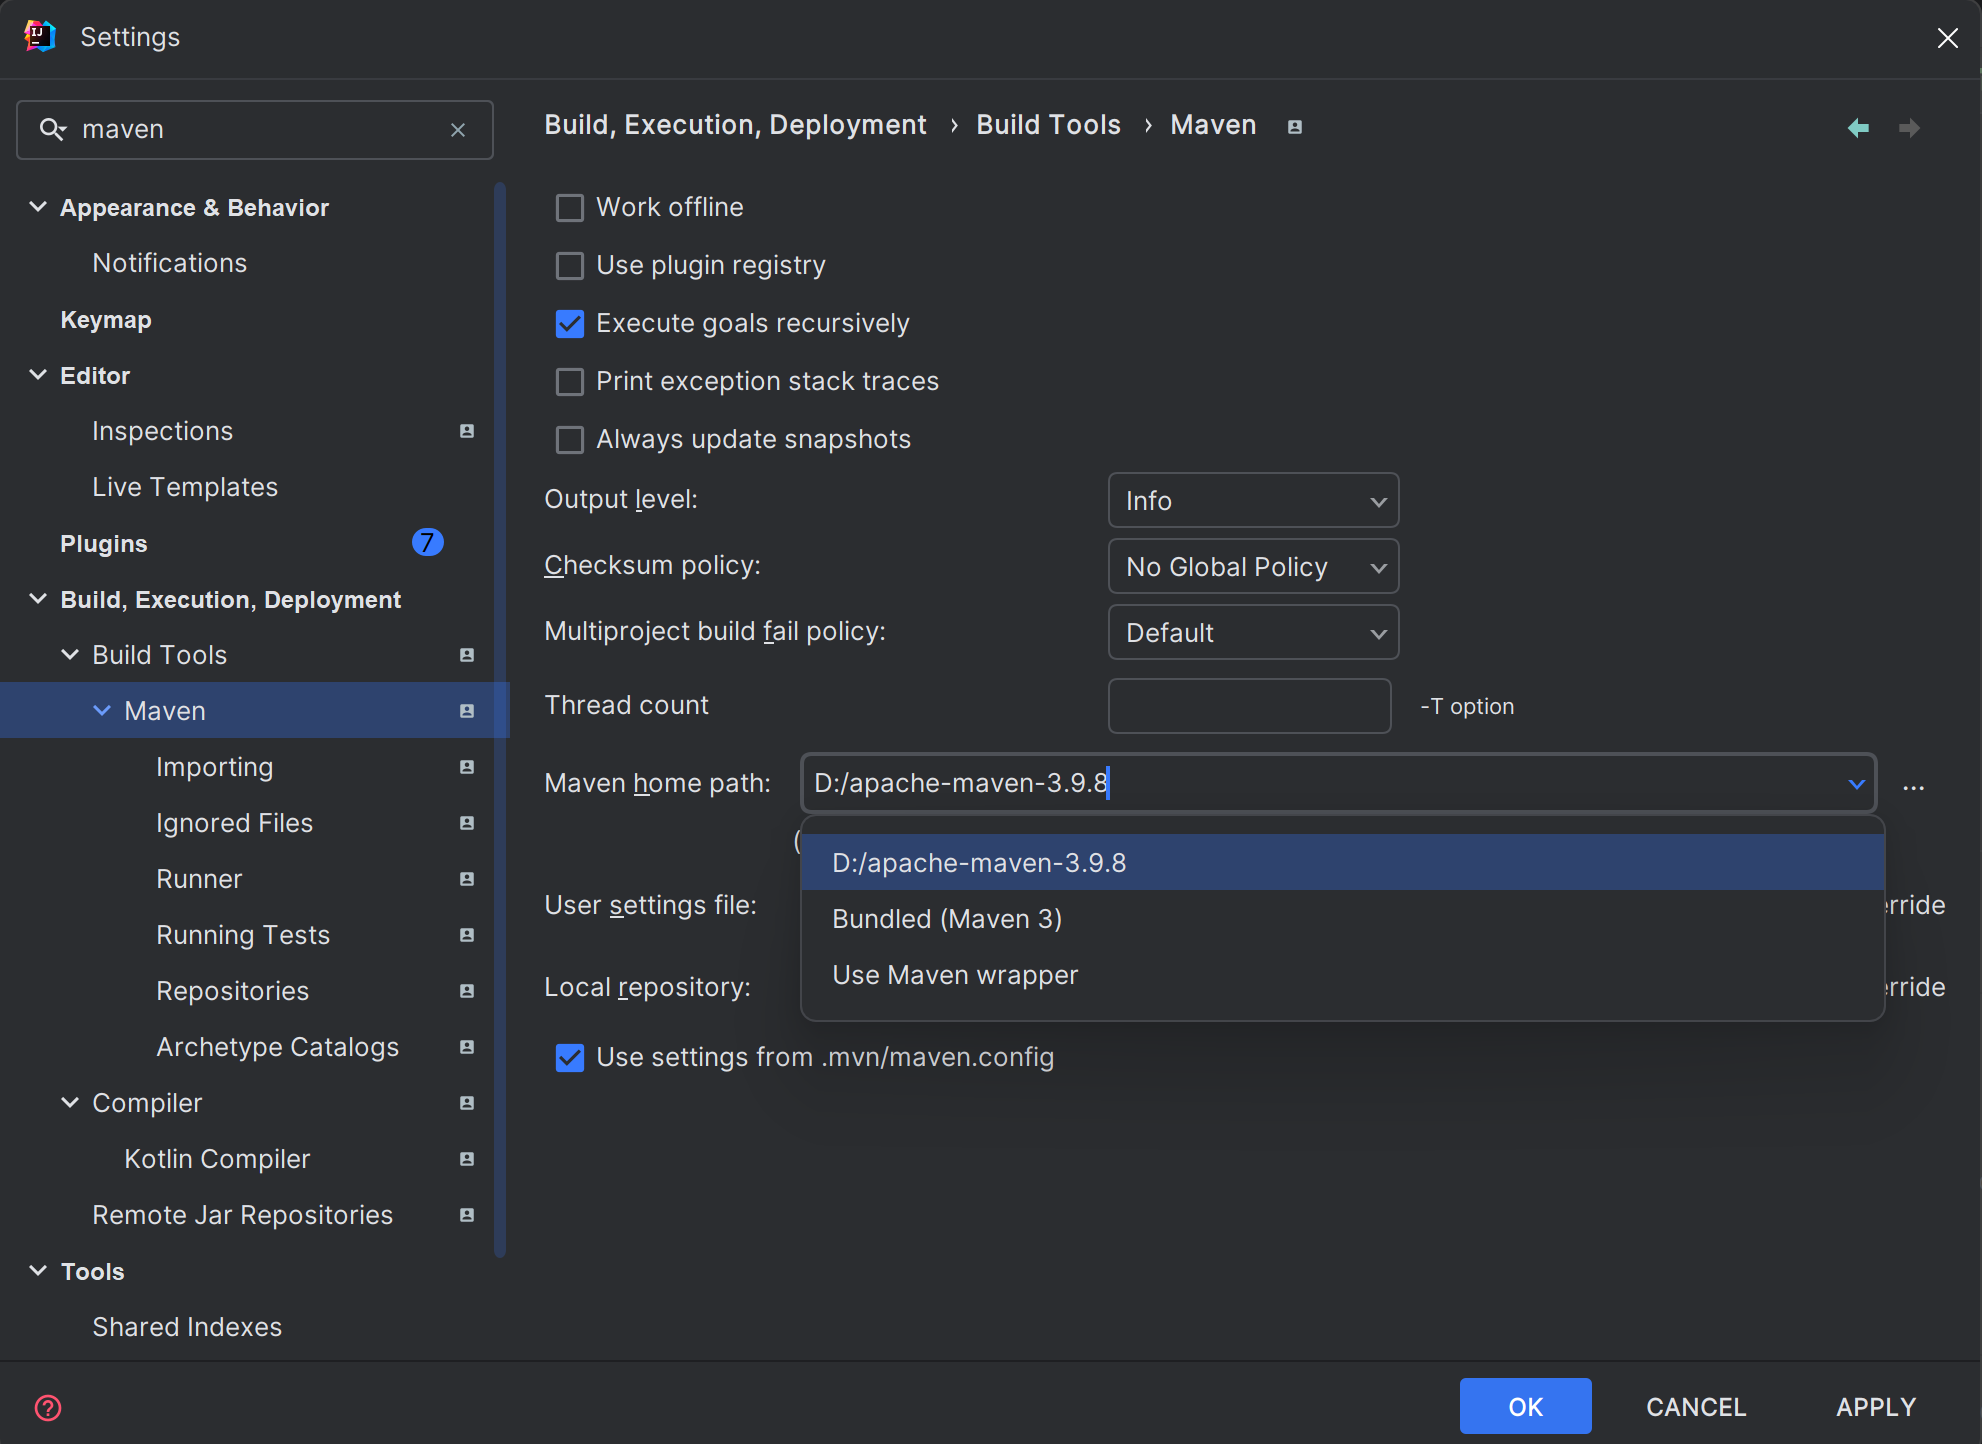 Settings
maven
Appearance & Behavior
Notifications
Keymap
Editor
Inspections
Live Templates
Plugins
7
Build, Execution, Deployment
Build Tools
Maven
Importing
Ignored Files
Runner
Running Tests
Repositories
Archetype Catalogs
Compiler
Kotlin Compiler
Remote Jar Repositories
Tools
Shared Indexes
Build, Execution, Deployment › Build Tools › Maven
Work offline
Use plugin registry
Execute goals recursively
Print exception stack traces
Always update snapshots
Output level: Info
Checksum policy: No Global Policy
Multiproject build fail policy: Default
Thread count -T option
Maven home path: D:/apache-maven-3.9.8 ...
(
D:/apache-maven-3.9.8
Bundled (Maven 3)
Use Maven wrapper
User settings file: rride
Local repository: rride
Use settings from .mvn/maven.config
?
OK CANCEL APPLY